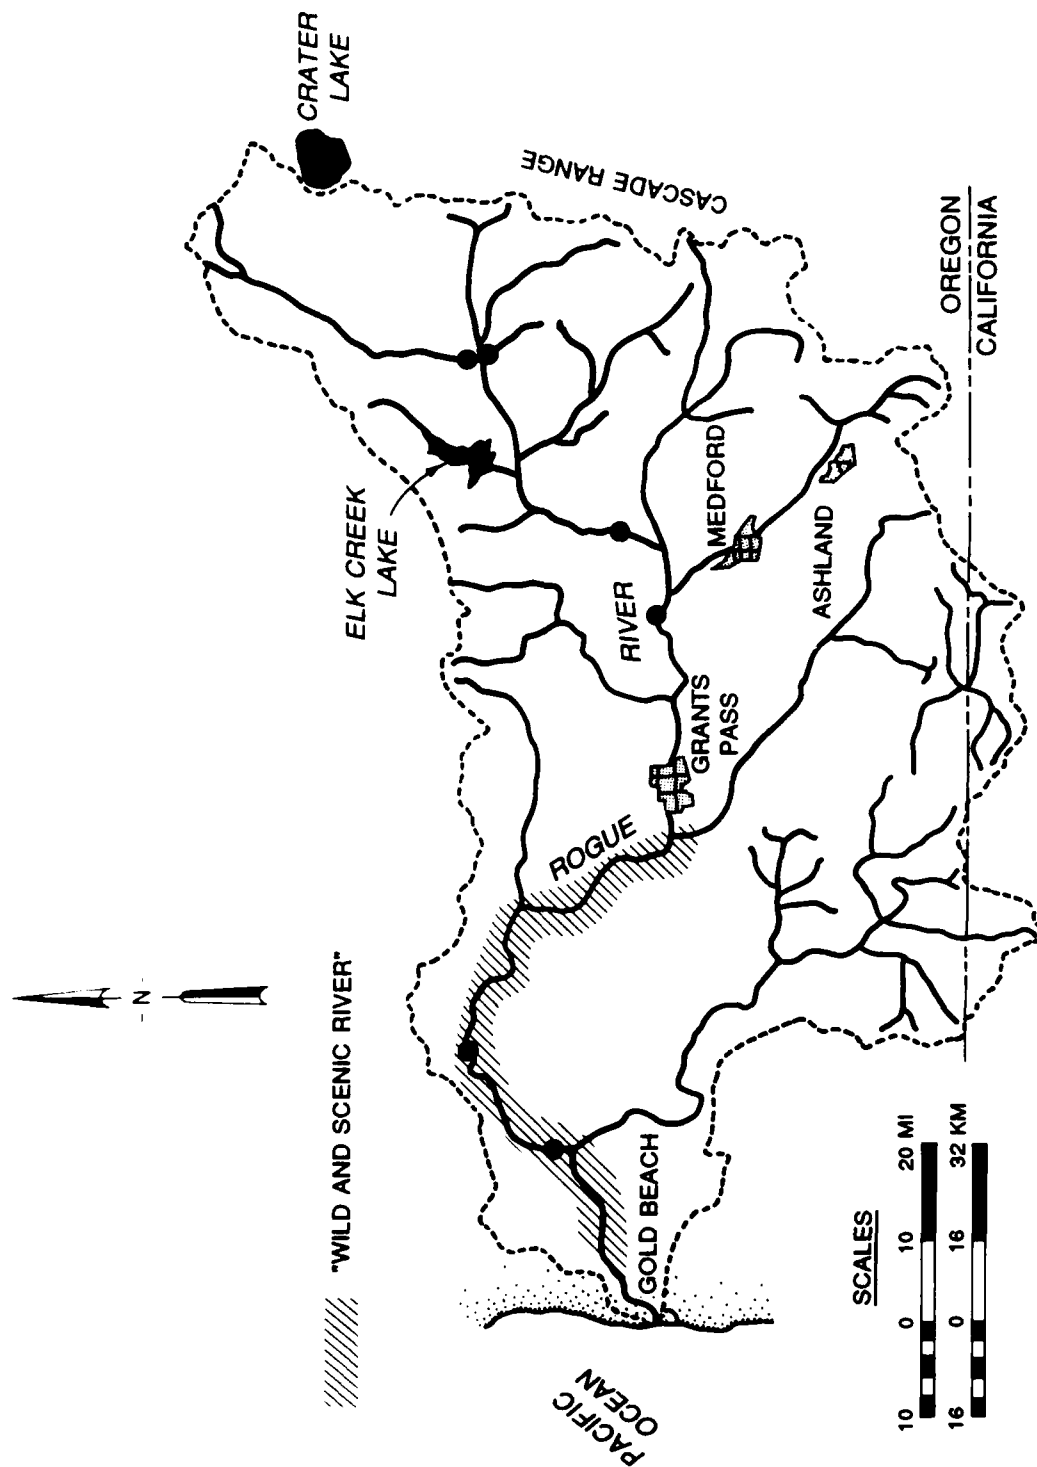 CRATER
LAKE
CASCADE RANGE
ELK CREEK
LAKE
MEDFORD
ASHLAND
OREGON
CALIFORNIA
RIVER
GRANTS
PASS
ROGUE
N
"WILD AND SCENIC RIVER"
GOLD BEACH
PACIFIC
OCEAN
SCALES
10 0 10 20 MI
16 0 16 32 KM